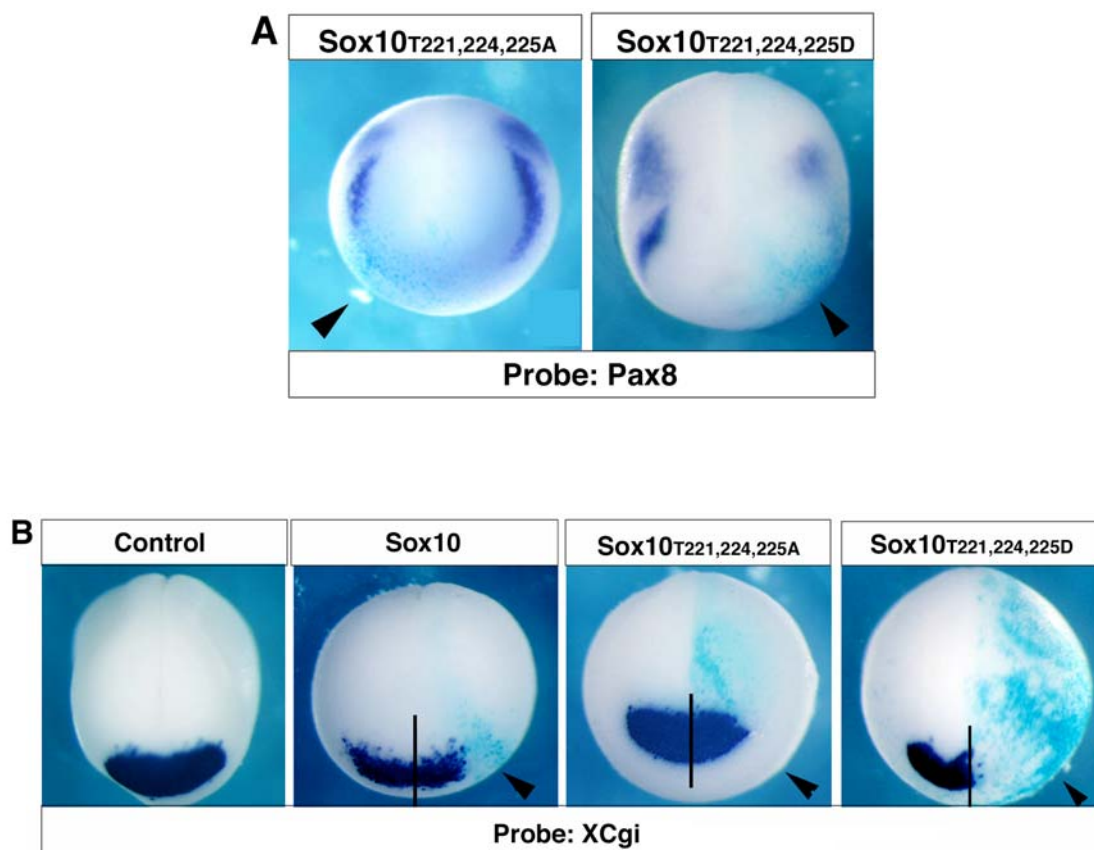 A
Sox10T221,224,225A
Sox10T221,224,225D
Probe: Pax8
B
Control
Sox10
Sox10T221,224,225A
Sox10T221,224,225D
Probe: XCgi